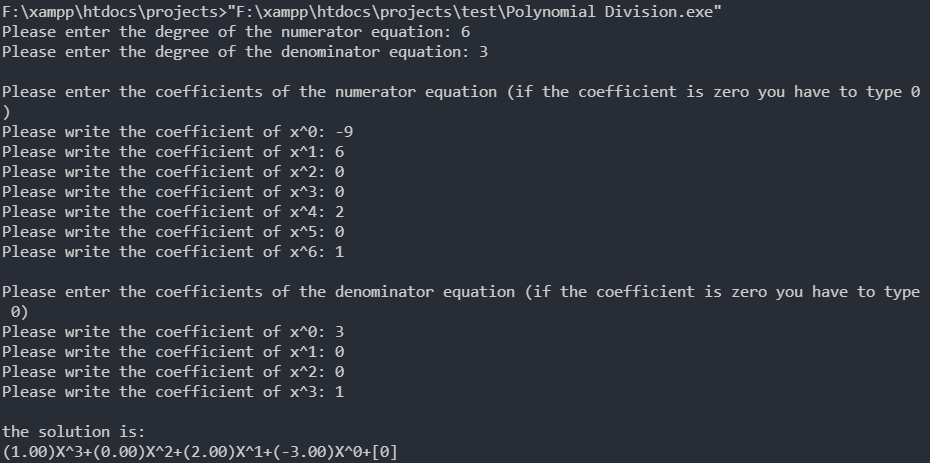 F:\xampp\htdocs\projects>"F:\xampp\htdocs\projects\test\Polynomial Division.exe"
Please enter the degree of the numerator equation: 6
Please enter the degree of the denominator equation: 3
Please enter the coefficients of the numerator equation (if the coefficient is zero you have to type 0
)
Please write the coefficient of x^0: -9
Please write the coefficient of x^1: 6
Please write the coefficient of x^2: 0
Please write the coefficient of x^3: 0
Please write the coefficient of x^4: 2
Please write the coefficient of x^5: 0
Please write the coefficient of x^6: 1
Please enter the coefficients of the denominator equation (if the coefficient is zero you have to type
 0)
Please write the coefficient of x^0: 3
Please write the coefficient of x^1: 0
Please write the coefficient of x^2: 0
Please write the coefficient of x^3: 1
the solution is:
(1.00)X^3+(0.00)X^2+(2.00)X^1+(-3.00)X^0+[0]